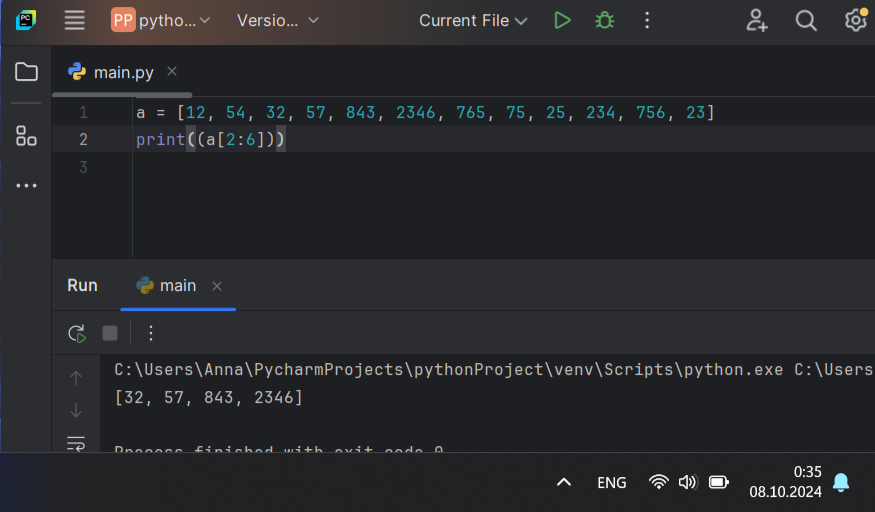 PC
PP pytho... Versio... Current File
main.py
1 a = [12, 54, 32, 57, 843, 2346, 765, 75, 25, 234, 756, 23]
2 print((a[2:6]))
3
Run main
C:\Users\Anna\PycharmProjects\pythonProject\venv\Scripts\python.exe C:\Users
[32, 57, 843, 2346]
Process finished with exit code 0
ENG 0:35
08.10.2024